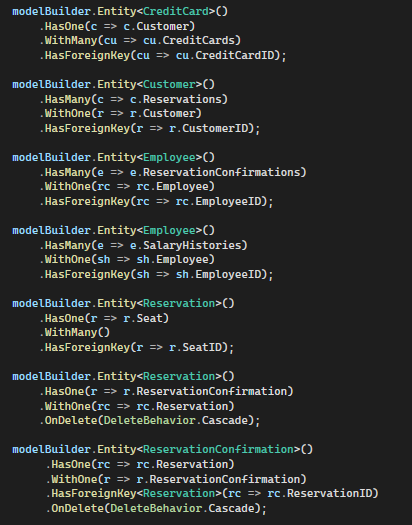 modelBuilder.Entity<CreditCard>()
.HasOne(c => c.Customer)
.WithMany(cu => cu.CreditCards)
.HasForeignKey(cu => cu.CreditCardID);
modelBuilder.Entity<Customer>()
.HasMany(c => c.Reservations)
.WithOne(r => r.Customer)
.HasForeignKey(r => r.CustomerID);
modelBuilder.Entity<Employee>()
.HasMany(e => e.ReservationConfirmations)
.WithOne(rc => rc.Employee)
.HasForeignKey(rc => rc.EmployeeID);
modelBuilder.Entity<Employee>()
.HasMany(e => e.SalaryHistories)
.WithOne(sh => sh.Employee)
.HasForeignKey(sh => sh.EmployeeID);
modelBuilder.Entity<Reservation>()
.HasOne(r => r.Seat)
.WithMany()
.HasForeignKey(r => r.SeatID);
modelBuilder.Entity<Reservation>()
.HasOne(r => r.ReservationConfirmation)
.WithOne(rc => rc.Reservation)
.OnDelete(DeleteBehavior.Cascade);
modelBuilder.Entity<ReservationConfirmation>()
.HasOne(rc => rc.Reservation)
.WithOne(r => r.ReservationConfirmation)
.HasForeignKey<Reservation>(rc => rc.ReservationID)
.OnDelete(DeleteBehavior.Cascade);